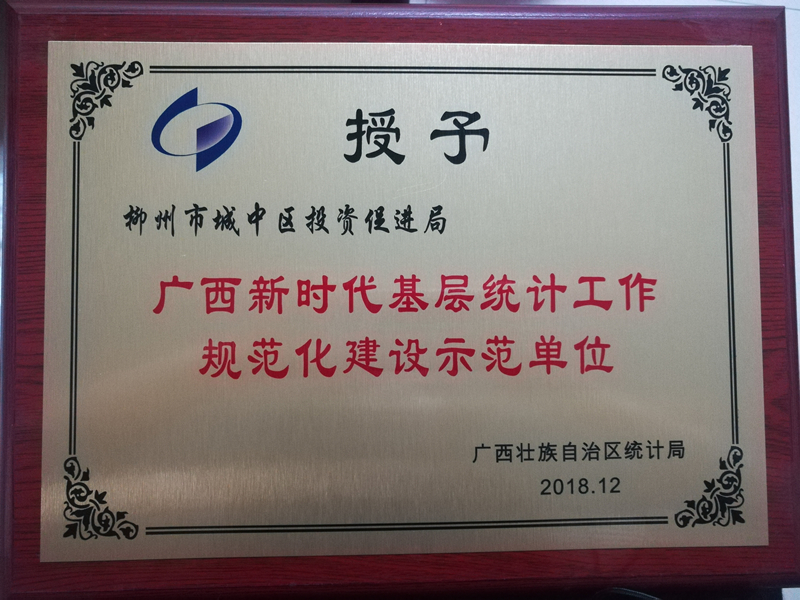 授予
柳州市城中区投资促进局
广西新时代基层统计工作
规范化建设示范单位
广西壮族自治区统计局
2018.12